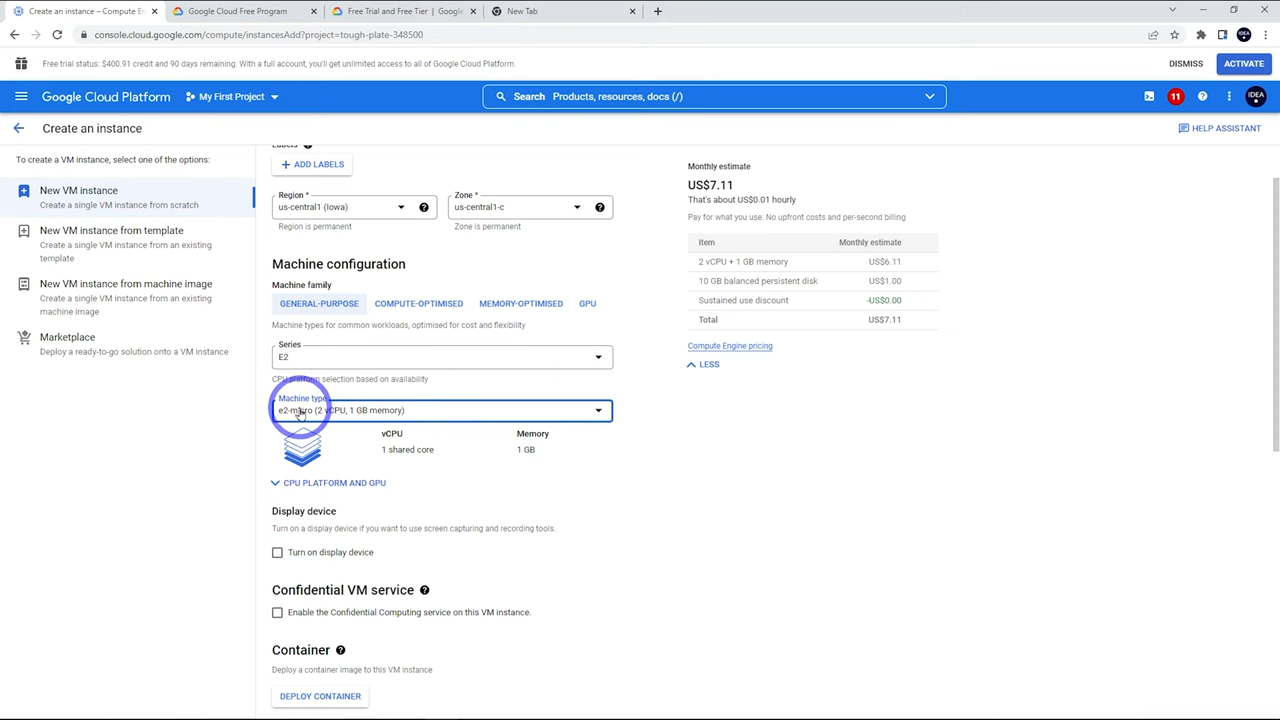 Create an instance – Compute E
Google Cloud Free Program
Free Trial and Free Tier | Google
New Tab
console.cloud.google.com/compute/instancesAdd?project=tough-plate-348500
IDEA
Free trial status: $400.91 credit and 90 days remaining. With a full account, you'll get unlimited access to all of Google Cloud Platform.
DISMISS
ACTIVATE
Google Cloud Platform
My First Project
Search Products, resources, docs (/)
11
IDEA
Create an instance
HELP ASSISTANT
To create a VM instance, select one of the options:
New VM instance
Create a single VM instance from scratch
New VM instance from template
Create a single VM instance from an existing
template
New VM instance from machine image
Create a single VM instance from an existing
machine image
Marketplace
Deploy a ready-to-go solution onto a VM instance
Labels
ADD LABELS
Region *
us-central1 (Iowa)
Region is permanent
Zone *
us-central1-c
Zone is permanent
Machine configuration
Machine family
GENERAL-PURPOSE
COMPUTE-OPTIMISED
MEMORY-OPTIMISED
GPU
Machine types for common workloads, optimised for cost and flexibility
Series
E2
CPU platform selection based on availability
Machine type
e2-micro (2 vCPU, 1 GB memory)
vCPU
1 shared core
Memory
1 GB
CPU PLATFORM AND GPU
Display device
Turn on a display device if you want to use screen capturing and recording tools.
Turn on display device
Confidential VM service
Enable the Confidential Computing service on this VM instance.
Container
Deploy a container image to this VM instance
DEPLOY CONTAINER
Monthly estimate
US$7.11
That's about US$0.01 hourly
Pay for what you use: No upfront costs and per-second billing
Item Monthly estimate
2 vCPU + 1 GB memory US$6.11
10 GB balanced persistent disk US$1.00
Sustained use discount -US$0.00
Total US$7.11
Compute Engine pricing
LESS